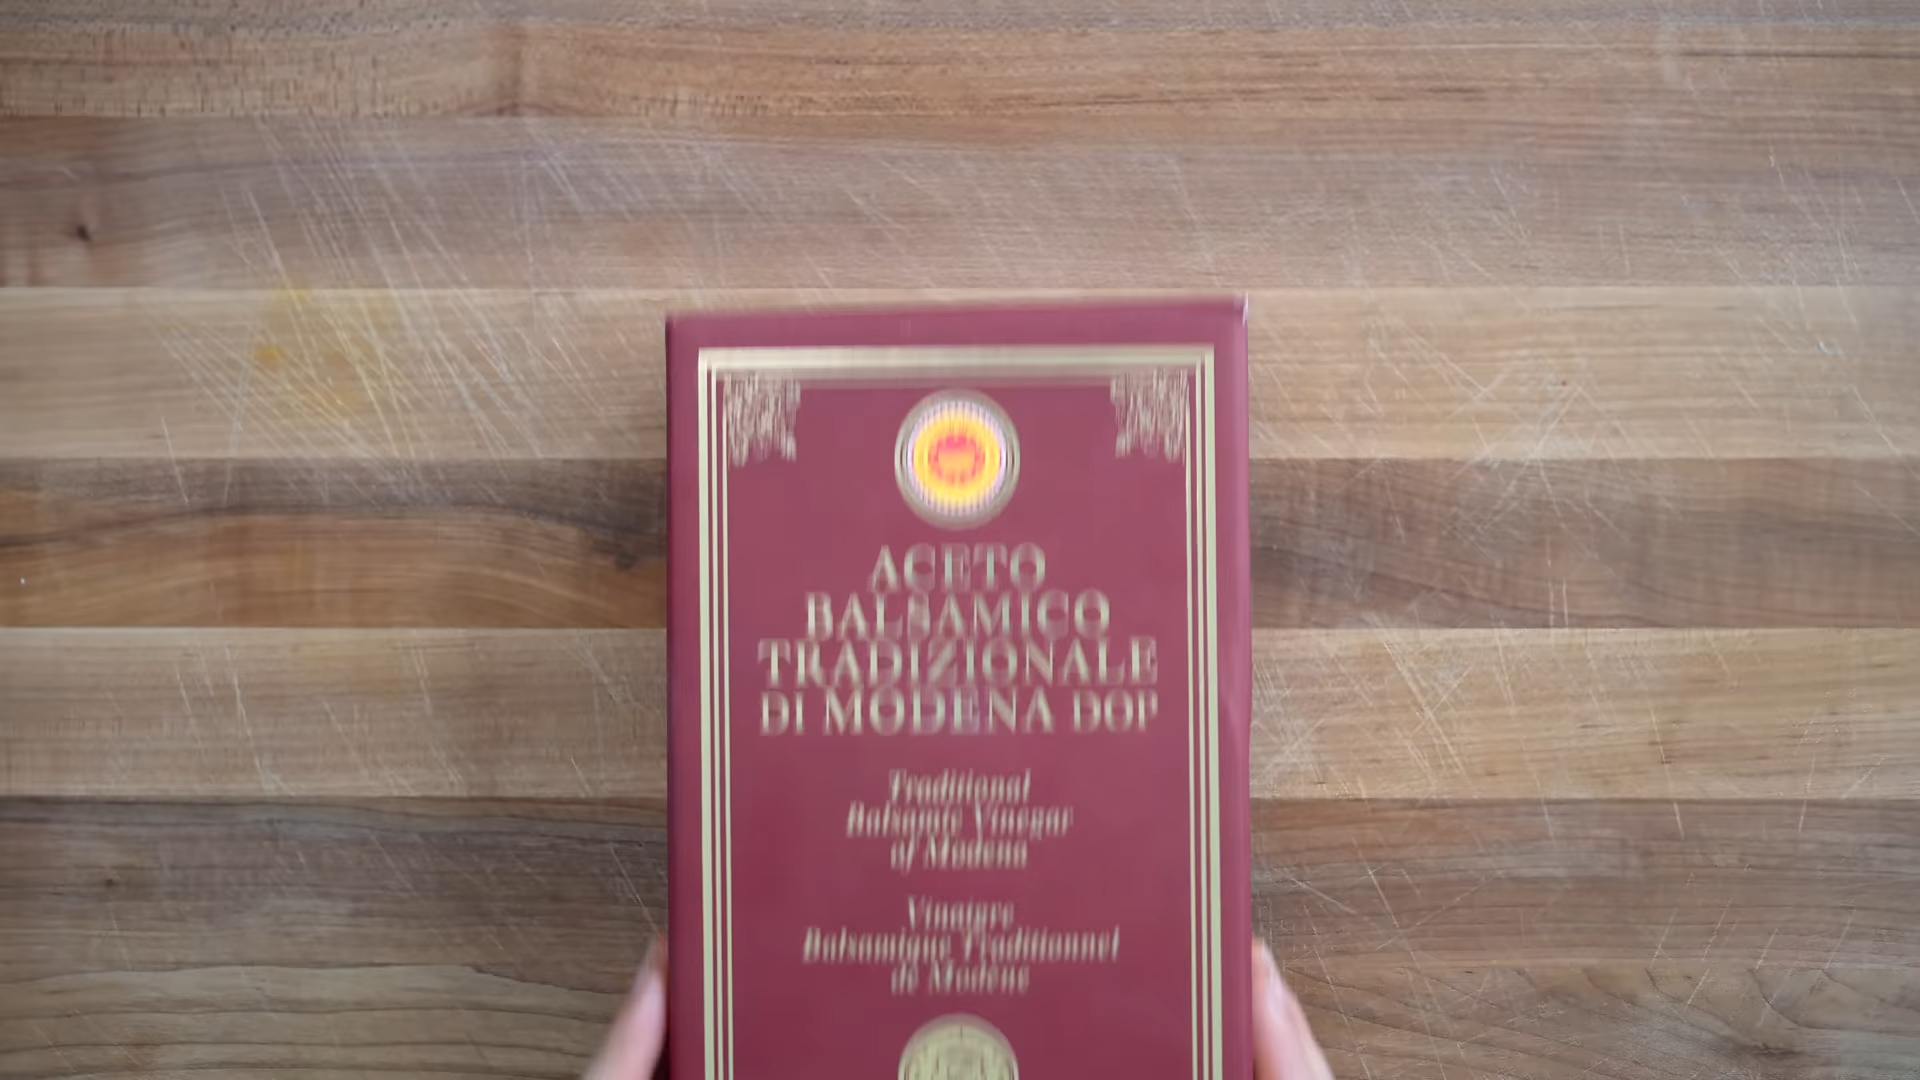 ACETO
BALSAMICO
TRADIZIONALE
DI MODENA DOP
Traditional
Balsamic Vinegar
of Modena
Vinaigre
Balsamique Traditionnel
de Modène